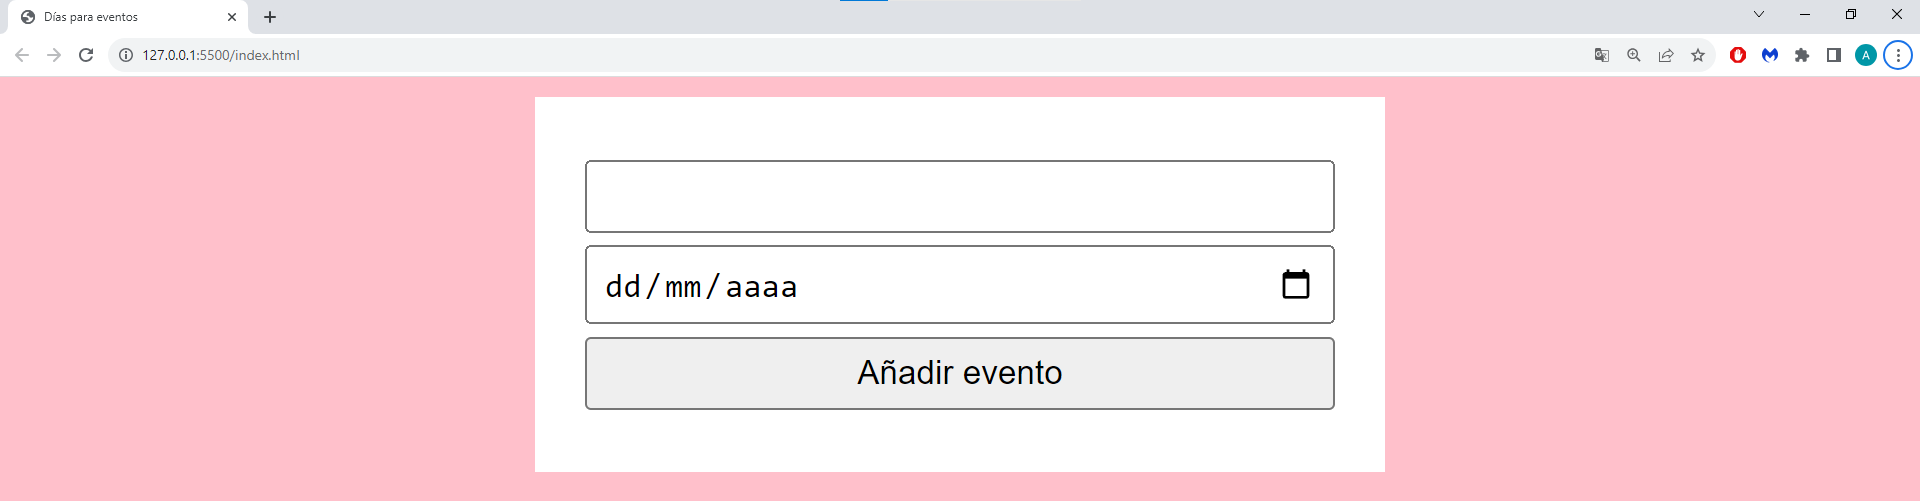 Días para eventos
127.0.0.1:5500/index.html
A
dd/mm/aaaa
Añadir evento